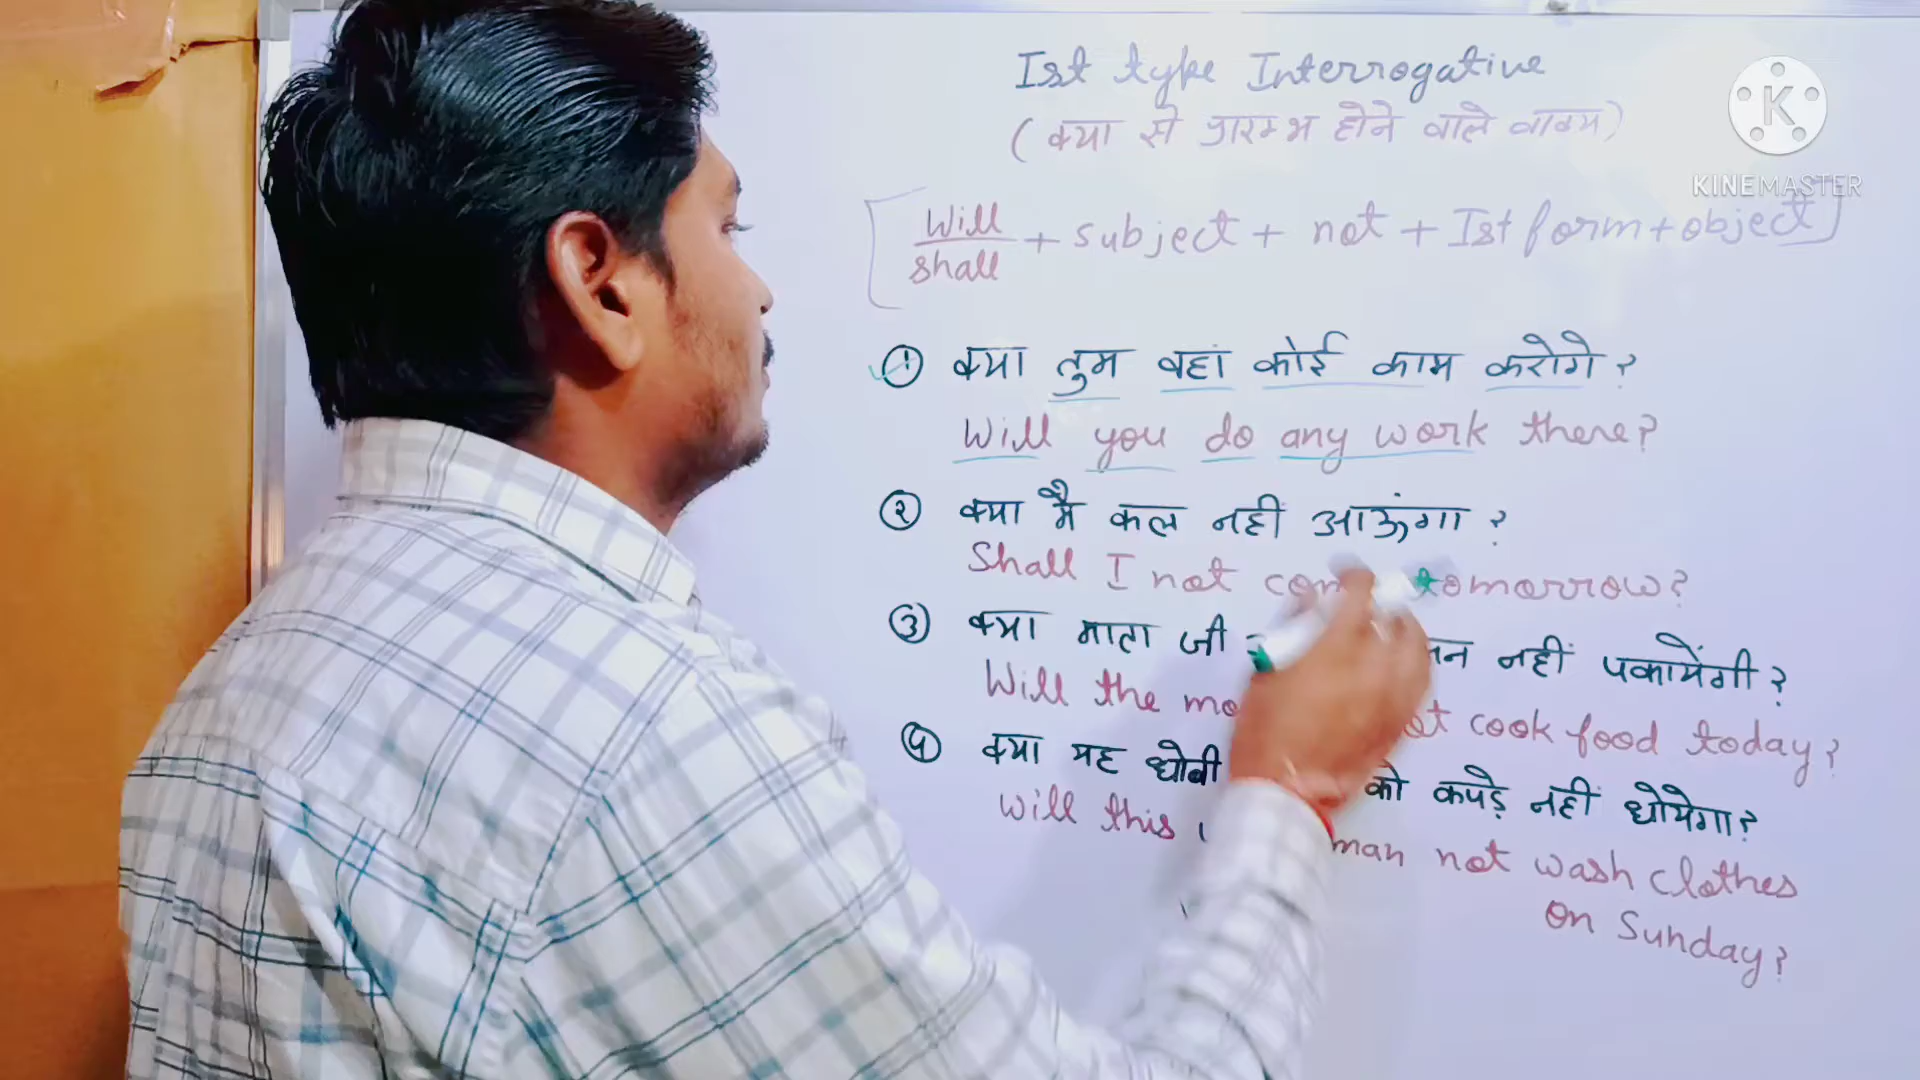 Ist type Interrogative
(क्या से प्रारम्भ होने वाले वाक्य)
KINEMASTER
[Will/shall + subject + not + Ist form + object]
① क्या तुम वहां कोई काम करोगे ?
Will you do any work there?
② क्या मै कल नही आऊंगा ?
Shall I not tomorrow?
③ क्या माता जी नहीं पकायेंगी ?
Will the cook food today?
④ क्या यह धोबी को कपड़े नहीं धोयेगा?
Will this man not wash clothes
on Sunday?